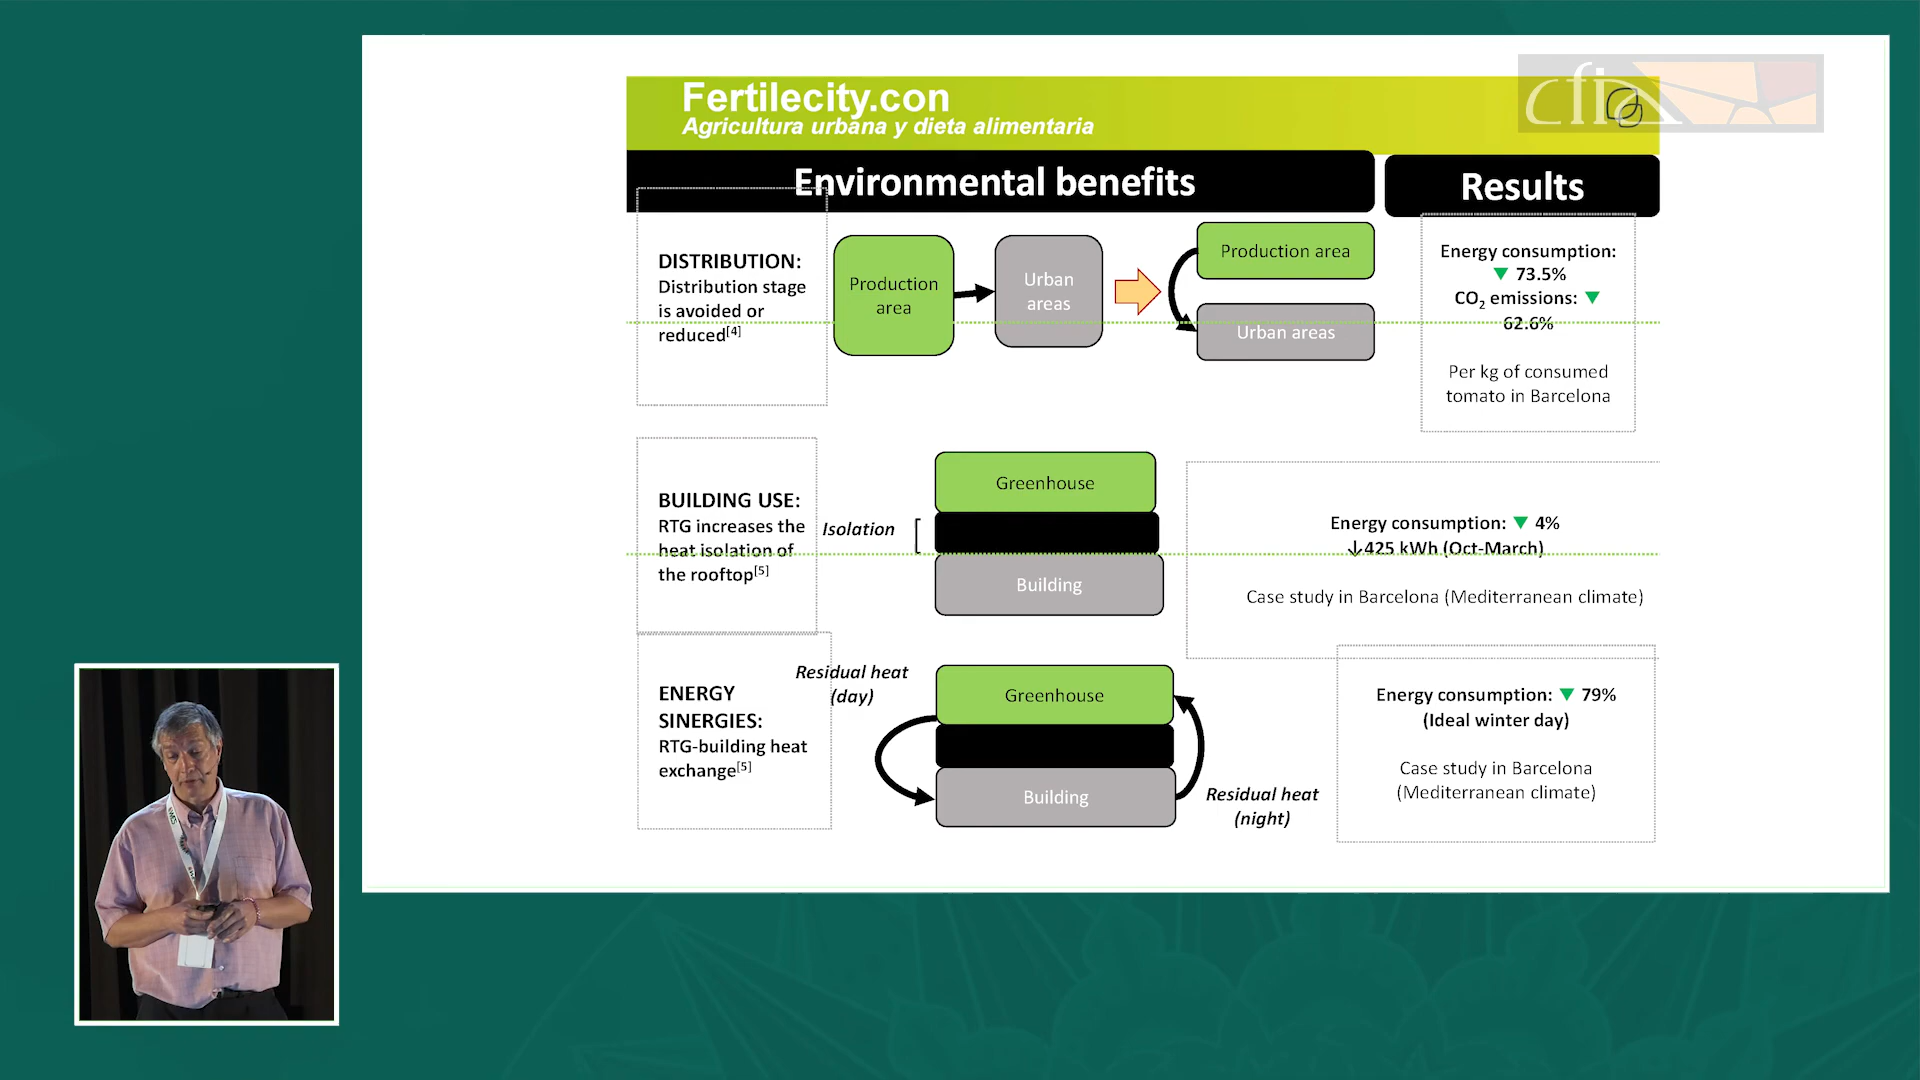 Fertilecity.con
Agricultura urbana y dieta alimentaria
cfia
Environmental benefits
Results
DISTRIBUTION:
Distribution stage
is avoided or
reduced[4]
Production
area
Urban
areas
Production area
Urban areas
Energy consumption:
▼ 73.5%
CO2 emissions: ▼
62.6%
Per kg of consumed
tomato in Barcelona
BUILDING USE:
RTG increases the
heat isolation of
the rooftop[5]
Isolation
Greenhouse
Building
Energy consumption: ▼ 4%
↓425 kWh (Oct-March)
Case study in Barcelona (Mediterranean climate)
ENERGY
SINERGIES:
RTG-building heat
exchange[5]
Residual heat
(day)
Greenhouse
Building
Residual heat
(night)
Energy consumption: ▼ 79%
(Ideal winter day)
Case study in Barcelona
(Mediterranean climate)